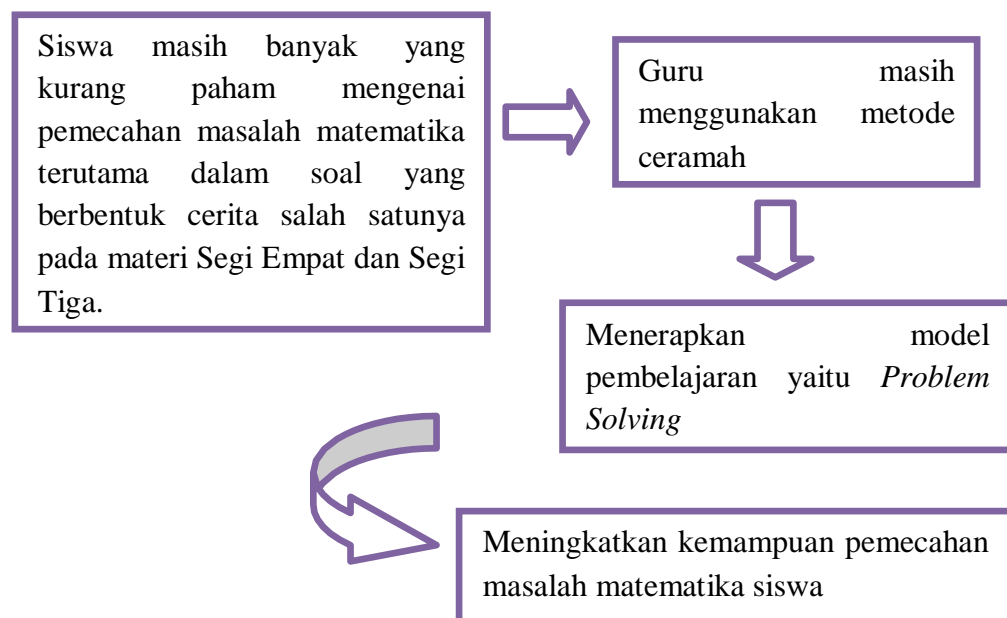 Siswa masih banyak yang
kurang paham mengenai
pemecahan masalah matematika
terutama dalam soal yang
berbentuk cerita salah satunya
pada materi Segi Empat dan Segi
Tiga.
Guru masih
menggunakan metode
ceramah
Menerapkan model
pembelajaran yaitu Problem
Solving
Meningkatkan kemampuan pemecahan
masalah matematika siswa